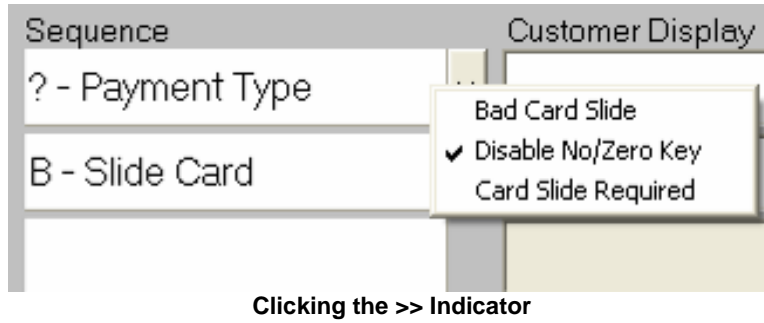 Sequence
Customer Display
? - Payment Type
Bad Card Slide
Disable No/Zero Key
B - Slide Card
Card Slide Required
Clicking the >> Indicator